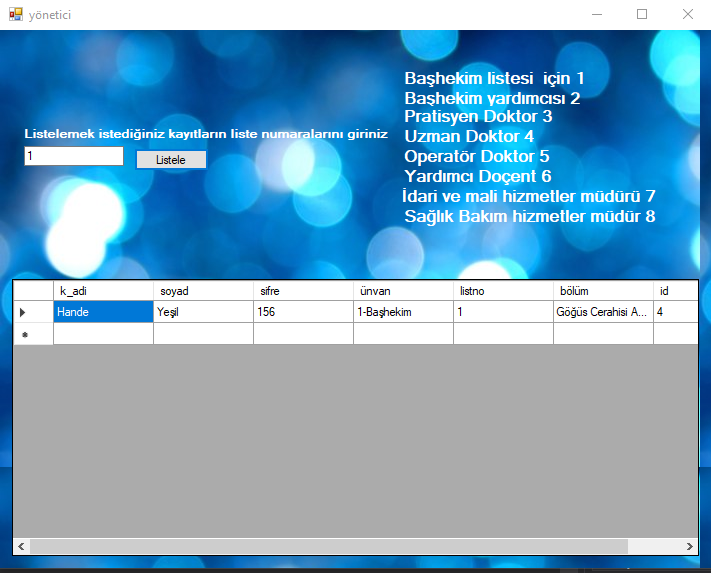 yönetici
Başhekim listesi  için 1
Başhekim yardımcısı 2
Pratisyen Doktor 3
Uzman Doktor 4
Operatör Doktor 5
Yardımcı Doçent 6
İdari ve mali hizmetler müdürü 7
Sağlık Bakım hizmetler müdür 8
Listelemek istediğiniz kayıtların liste numaralarını giriniz
1
Listele
k_adi soyad sifre ünvan listno bölüm id
Hande Yeşil 156 1-Başhekim 1 Göğüs Cerahisi A... 4